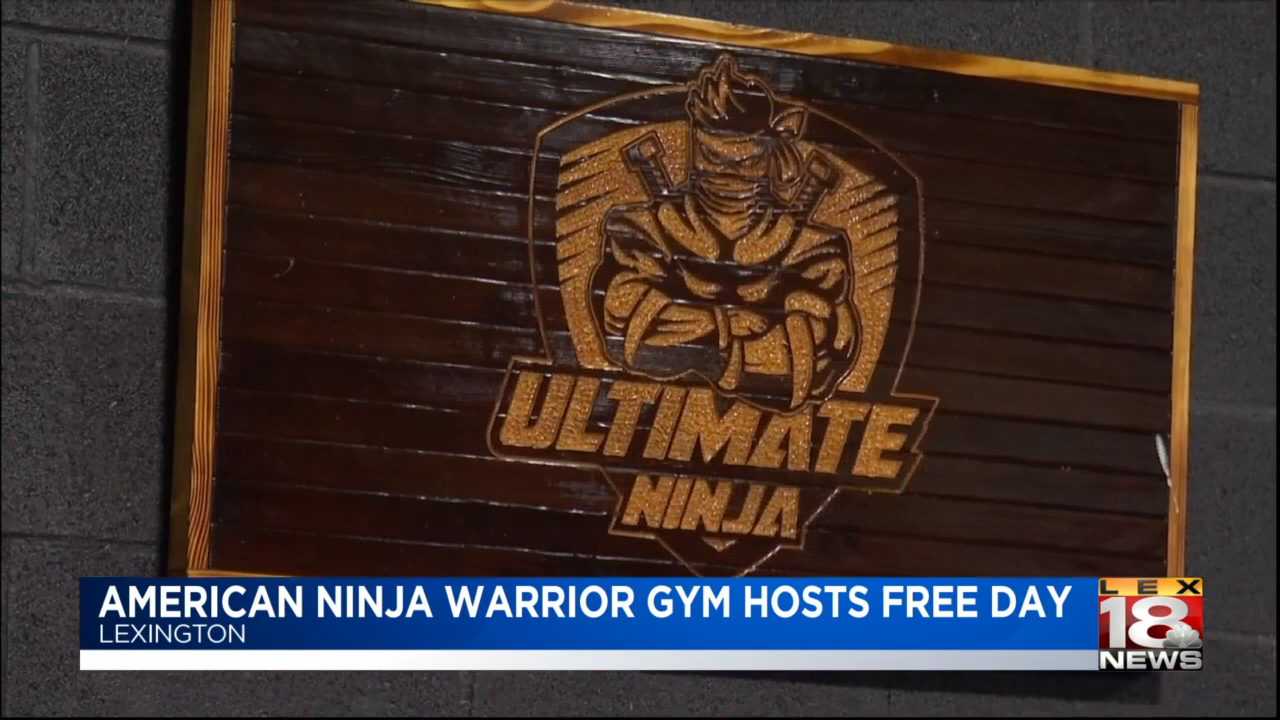 ULTIMATE
NINJA
AMERICAN NINJA WARRIOR GYM HOSTS FREE DAY
LEXINGTON
LEX
18
NEWS